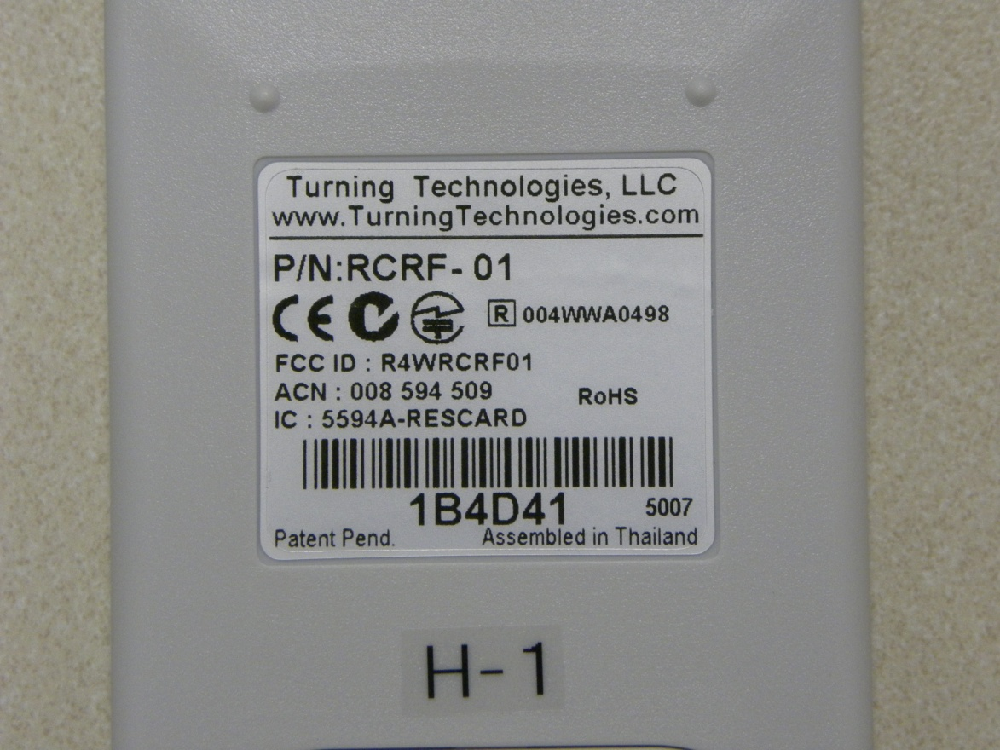 Turning Technologies, LLC
www.TurningTechnologies.com
P/N:RCRF-01
CE R 004WWA0498
FCC ID : R4WRCRF01
ACN : 008 594 509 RoHS
IC : 5594A-RESCARD
1B4D41 5007
Patent Pend. Assembled in Thailand
H-1